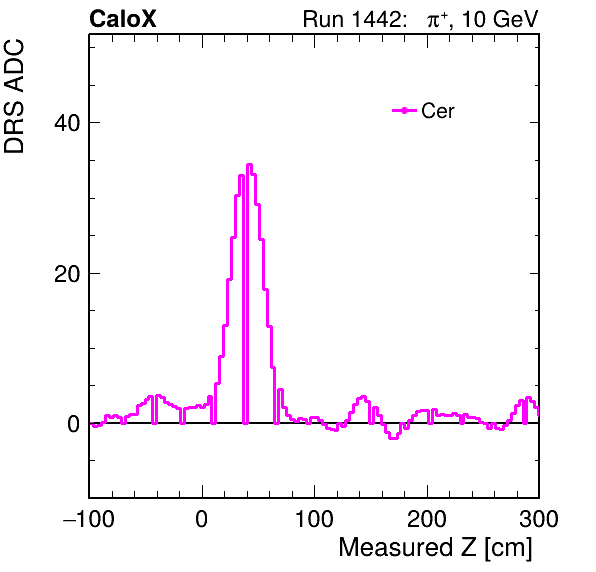 CaloX Run 1442: π+, 10 GeV
DRS ADC
Cer
40
20
0
−100 0 100 200 300
Measured Z [cm]